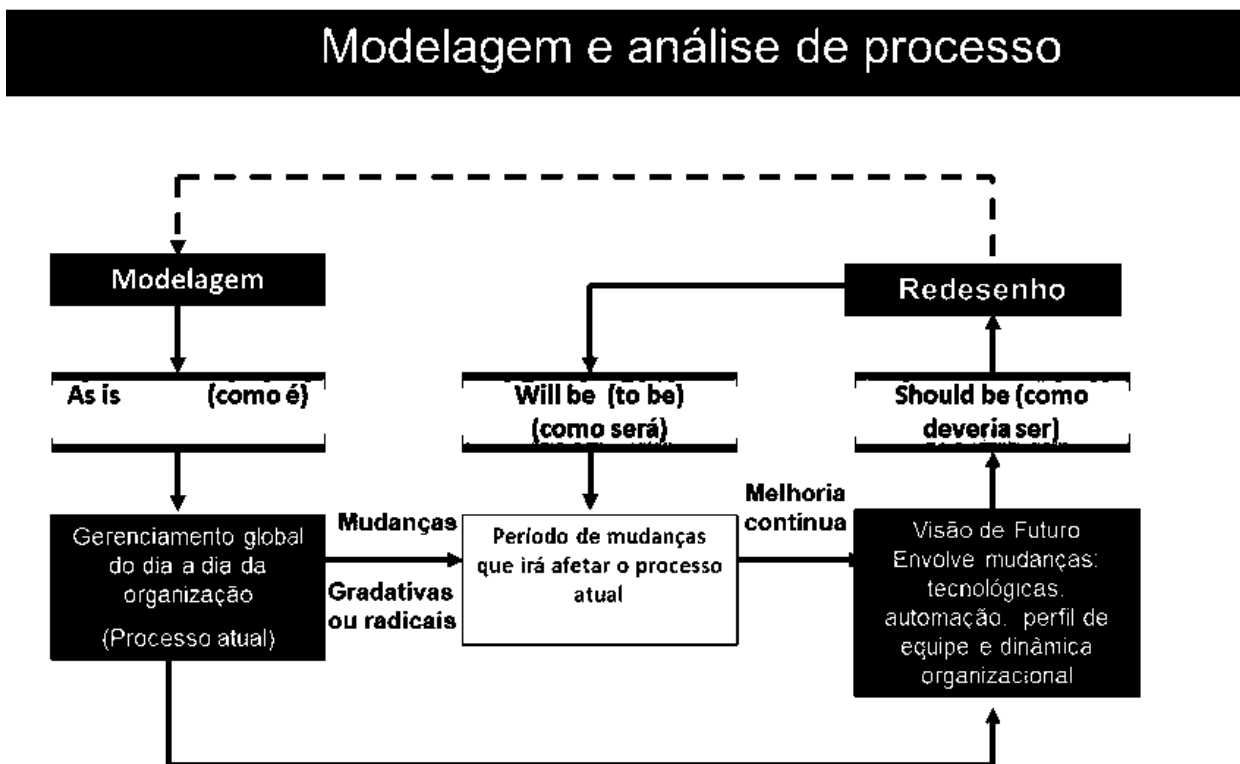 Modelagem e análise de processo
Modelagem
Redesenho
As is (como é)
Will be (to be)
(como será)
Should be (como
deveria ser)
Gerenciamento global
do dia a dia da
organização
(Processo atual)
Mudanças
Gradativas
ou radicais
Período de mudanças
que irá afetar o processo
atual
Melhoria
contínua
Visão de Futuro
Envolve mudanças:
tecnológicas.
automação. perfil de
equipe e dinâmica
organizacional